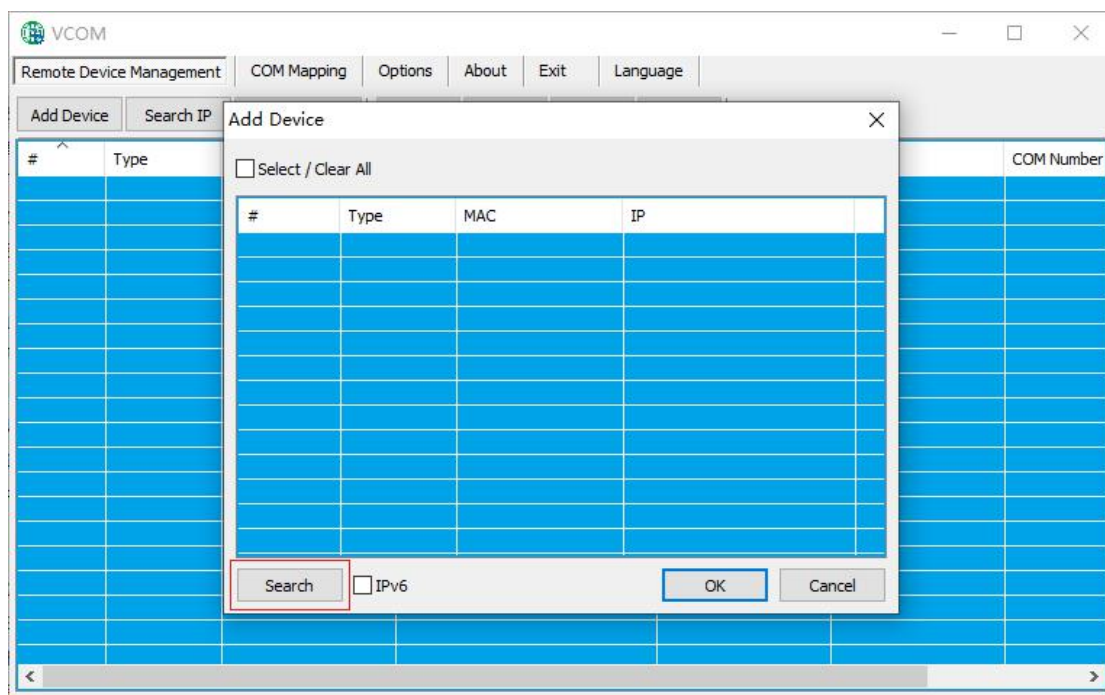 VCOM
Remote Device Management COM Mapping Options About Exit Language
Add Device Search IP
# Type COM Number
Add Device
Select / Clear All
# Type MAC IP
Search IPv6 OK Cancel